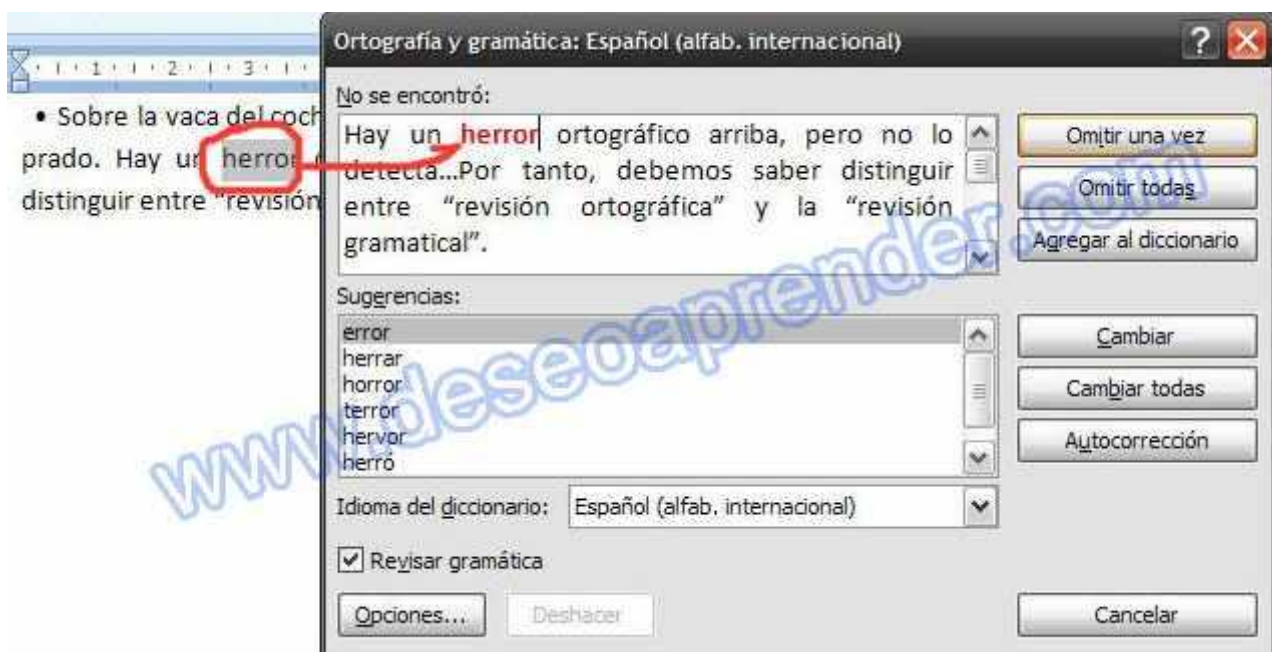 Ortografía y gramática: Español (alfab. internacional)
1 2 3
• Sobre la vaca del coch
prado. Hay un herror
distinguir entre "revisión
No se encontró:
Hay un herror ortográfico arriba, pero no lo
detecta...Por tanto, debemos saber distinguir
entre "revisión ortográfica" y la "revisión
gramatical".
Omitir una vez
Omitir todas
Agregar al diccionario
Sugerencias:
error
herrar
horror
terror
hervor
herró
Cambiar
Cambiar todas
Autocorrección
Idioma del diccionario: Español (alfab. internacional)
Revisar gramática
Opciones... Deshacer Cancelar
www.deseoaprender.com